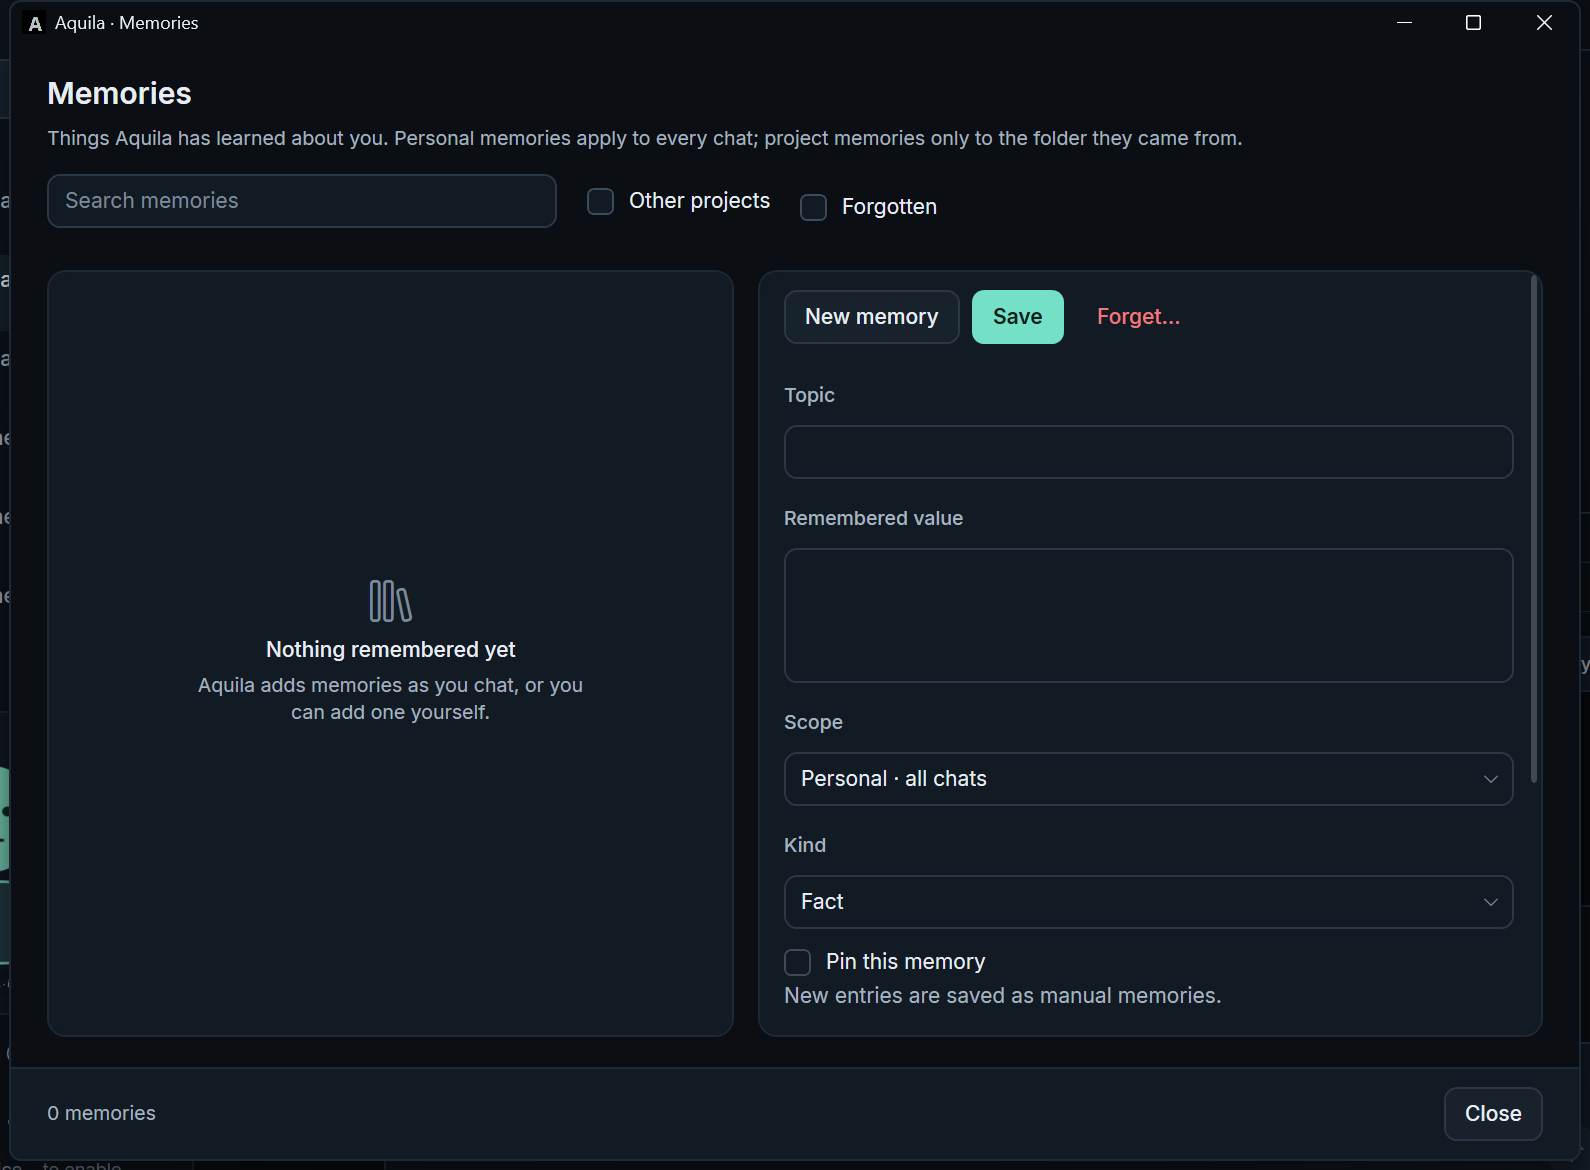 A Aquila · Memories
Memories
Things Aquila has learned about you. Personal memories apply to every chat; project memories only to the folder they came from.
Search memories
Other projects
Forgotten
New memory
Save
Forget...
Topic
Remembered value
Nothing remembered yet
Aquila adds memories as you chat, or you
can add one yourself.
Scope
Personal · all chats
Kind
Fact
Pin this memory
New entries are saved as manual memories.
0 memories
Close
to enable